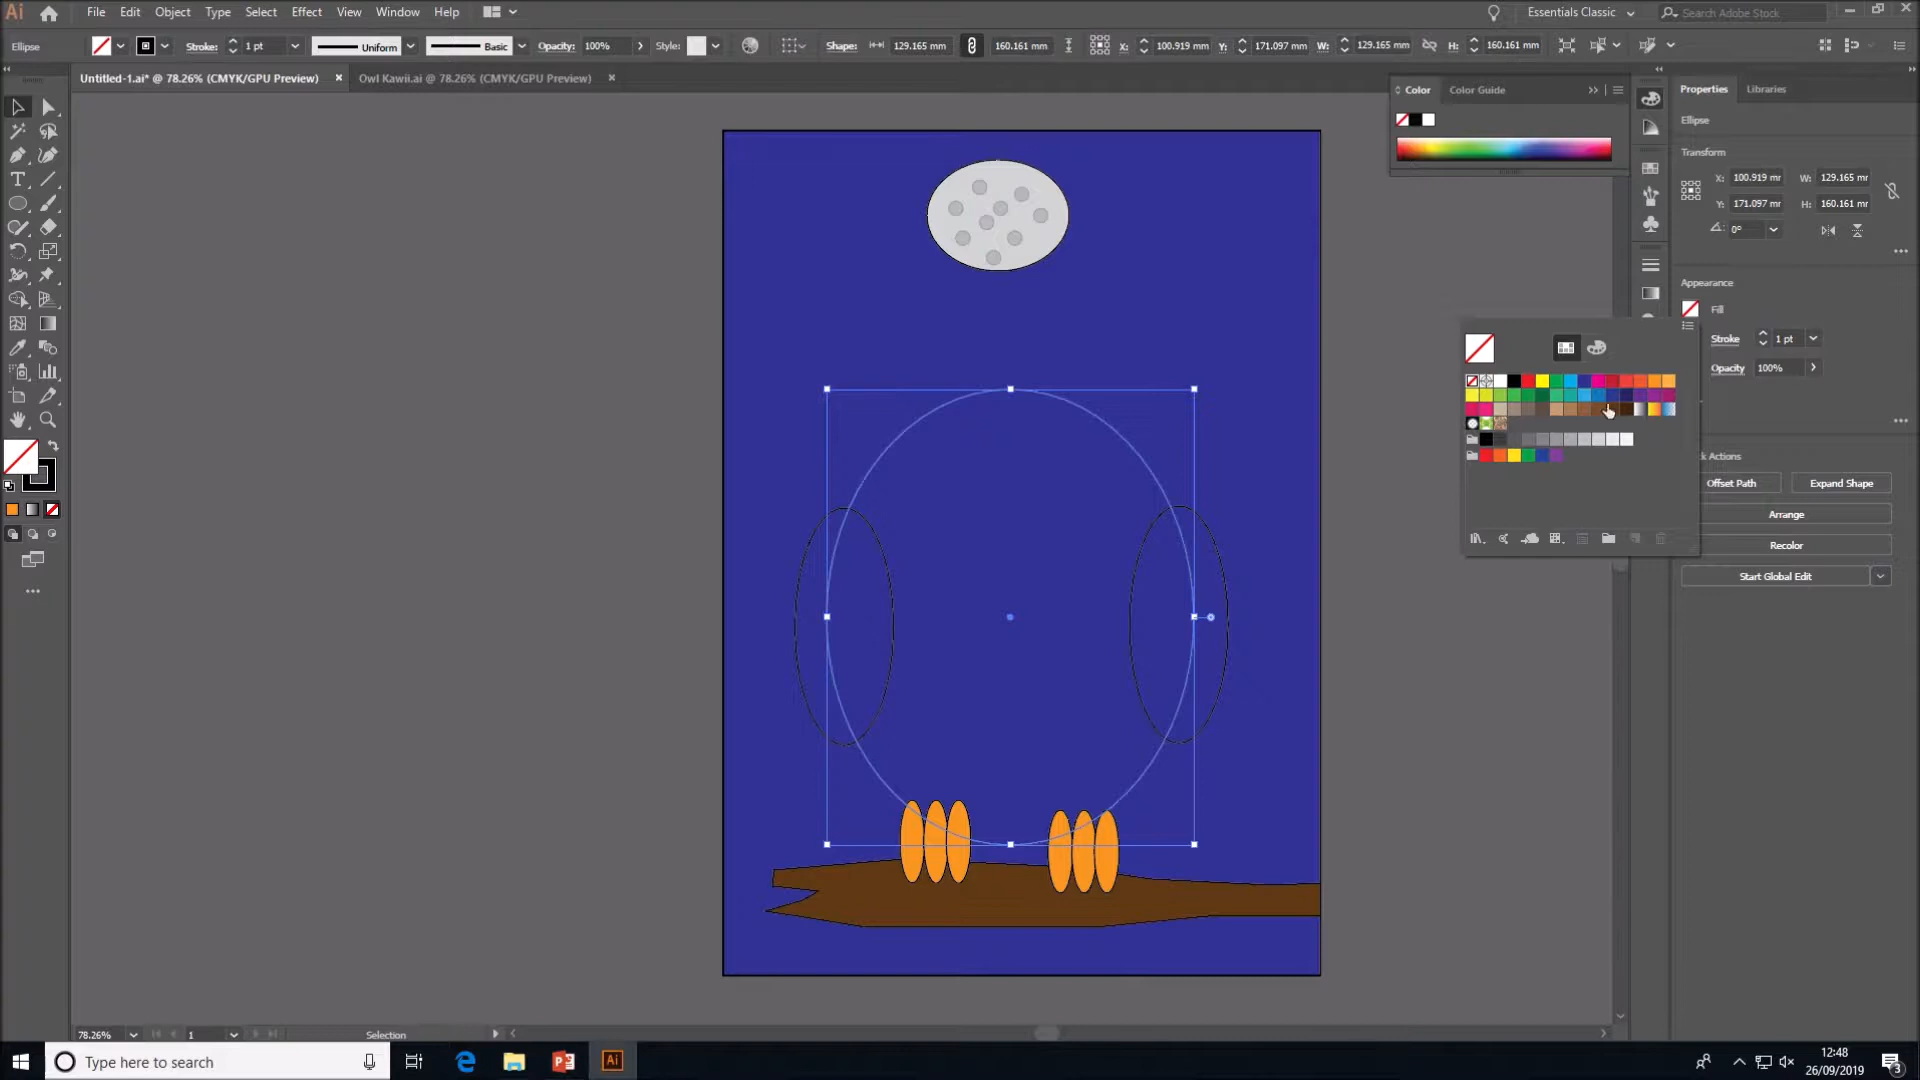 Ai File Edit Object Type Select Effect View Window Help Essentials Classic Search Adobe Stock
Ellipse Stroke: 1 pt Uniform Basic Opacity: 100% Style: Shape: 129.165 mm 160.161 mm X: 100.919 mm Y: 171.097 mm W: 129.165 mm H: 160.161 mm
Untitled-1.ai* @ 78.26% (CMYK/GPU Preview) × Owl Kawii.ai @ 78.26% (CMYK/GPU Preview) ×
Color Color Guide
Properties Libraries
Ellipse
Transform
X: 100.919 mr W: 129.165 mr
Y: 171.097 mr H: 160.161 mr
0°
Appearance
Fill
Stroke 1 pt
Opacity 100%
k Actions
Offset Path Expand Shape
Arrange
Recolor
Start Global Edit
78.26% 1 Selection
Type here to search Ai 12:48
26/09/2019 3